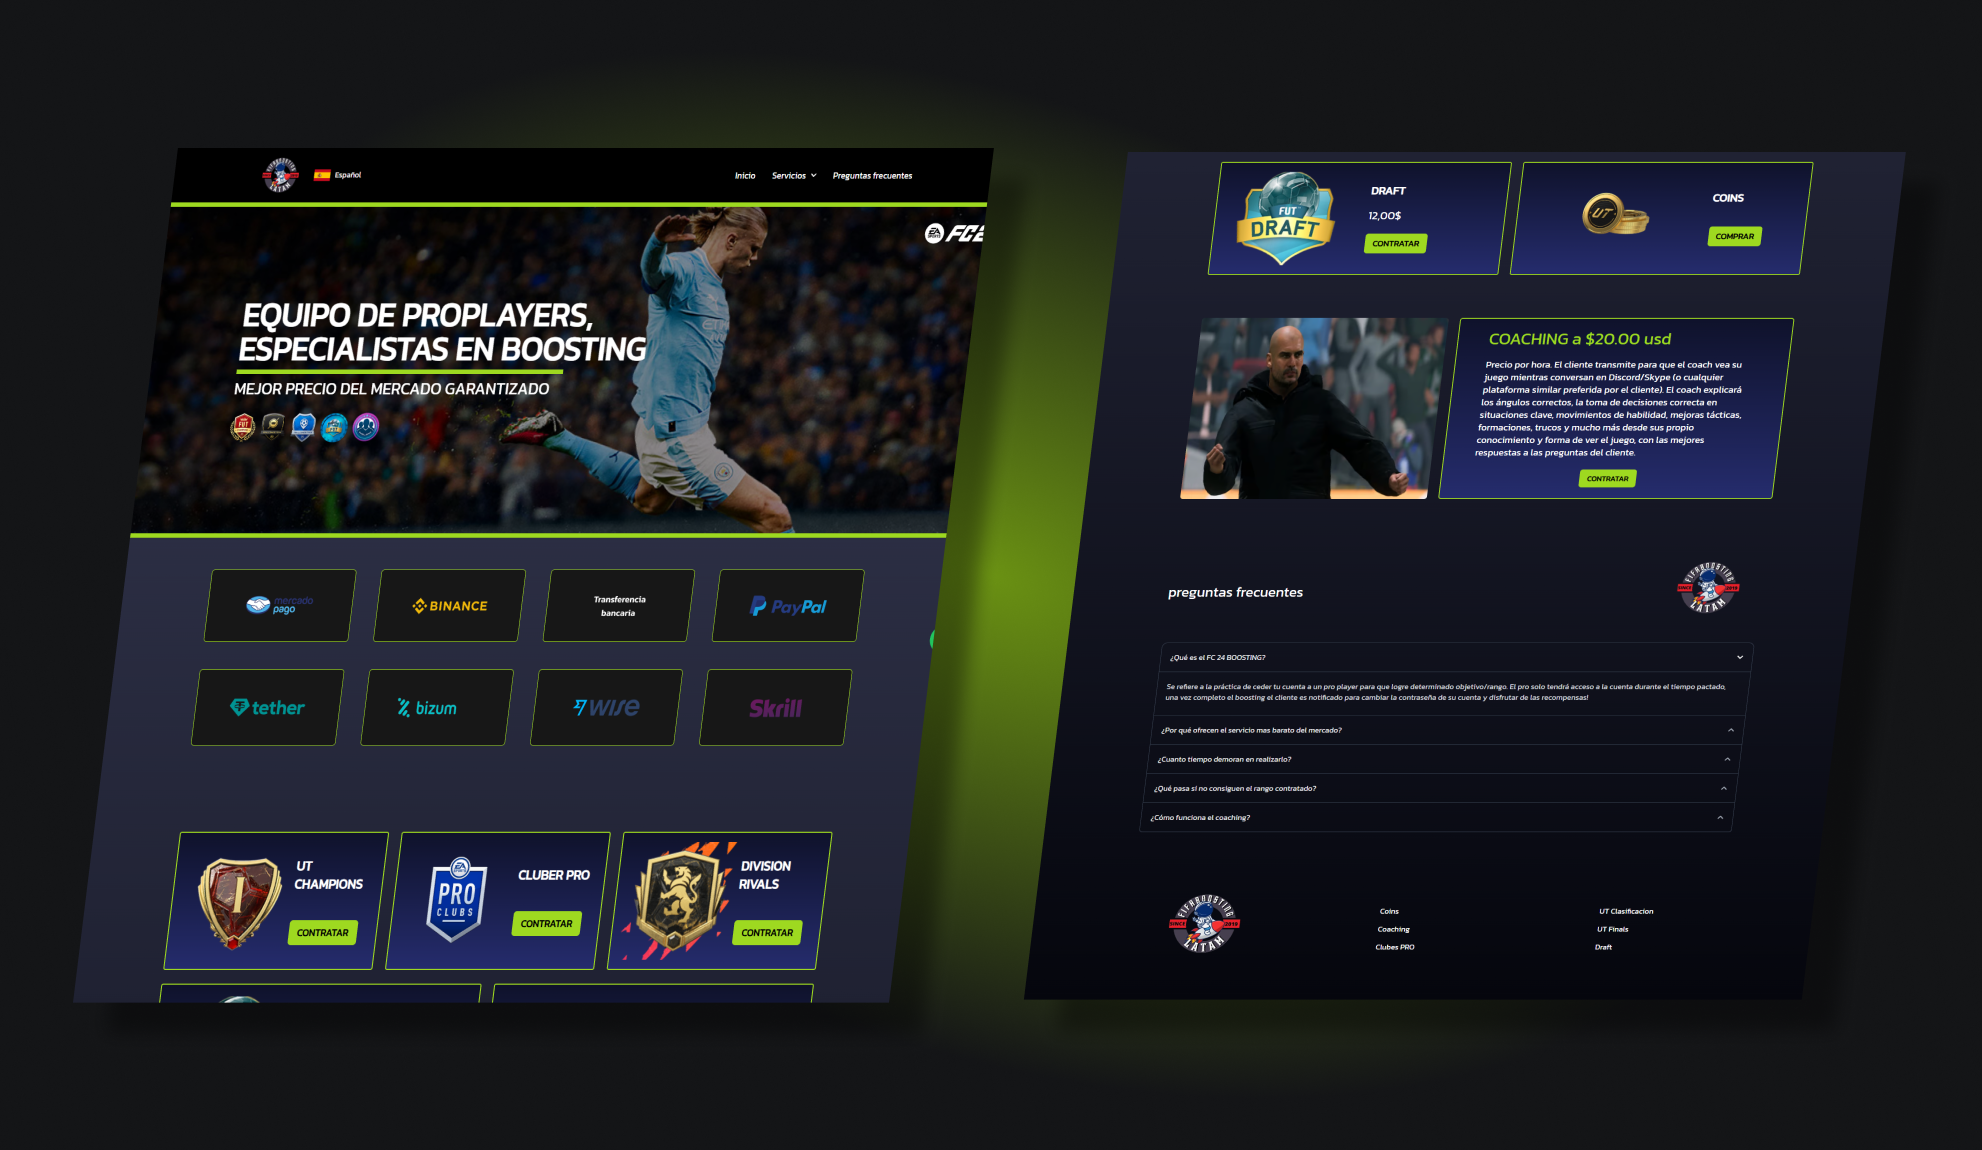 FIFABOOSTING
LATAM
Español
Inicio
Servicios
Preguntas frecuentes
EA SPORTS FC2
EQUIPO DE PROPLAYERS,
ESPECIALISTAS EN BOOSTING
MEJOR PRECIO DEL MERCADO GARANTIZADO
mercado
pago
BINANCE
Transferencia
bancaria
PayPal
tether
bizum
WISE
Skrill
UT
CHAMPIONS
CONTRATAR
PRO
CLUBS
CLUBER PRO
CONTRATAR
DIVISION
RIVALS
CONTRATAR
FUT
DRAFT
DRAFT
12,00$
CONTRATAR
UT
COINS
COMPRAR
COACHING a $20.00 usd
Precio por hora. El cliente transmite para que el coach vea su
juego mientras conversan en Discord/Skype (o cualquier
plataforma similar preferida por el cliente). El coach explicará
los ángulos correctos, la toma de decisiones correcta en
situaciones clave, movimientos de habilidad, mejoras tácticas,
formaciones, trucos y mucho más desde sus propio
conocimiento y forma de ver el juego, con las mejores
respuestas a las preguntas del cliente.
CONTRATAR
preguntas frecuentes
FIFABOOSTING
LATAM
¿Qué es el FC 24 BOOSTING?
Se refiere a la práctica de ceder tu cuenta a un pro player para que logre determinado objetivo/rango. El pro solo tendrá acceso a la cuenta durante el tiempo pactado,
una vez completo el boosting el cliente es notificado para cambiar la contraseña de su cuenta y disfrutar de las recompensas!
¿Por qué ofrecen el servicio mas barato del mercado?
¿Cuanto tiempo demoran en realizarlo?
¿Qué pasa si no consiguen el rango contratado?
¿Cómo funciona el coaching?
FIFABOOSTING
LATAM
Coins
Coaching
Clubes PRO
UT Clasificacion
UT Finals
Draft